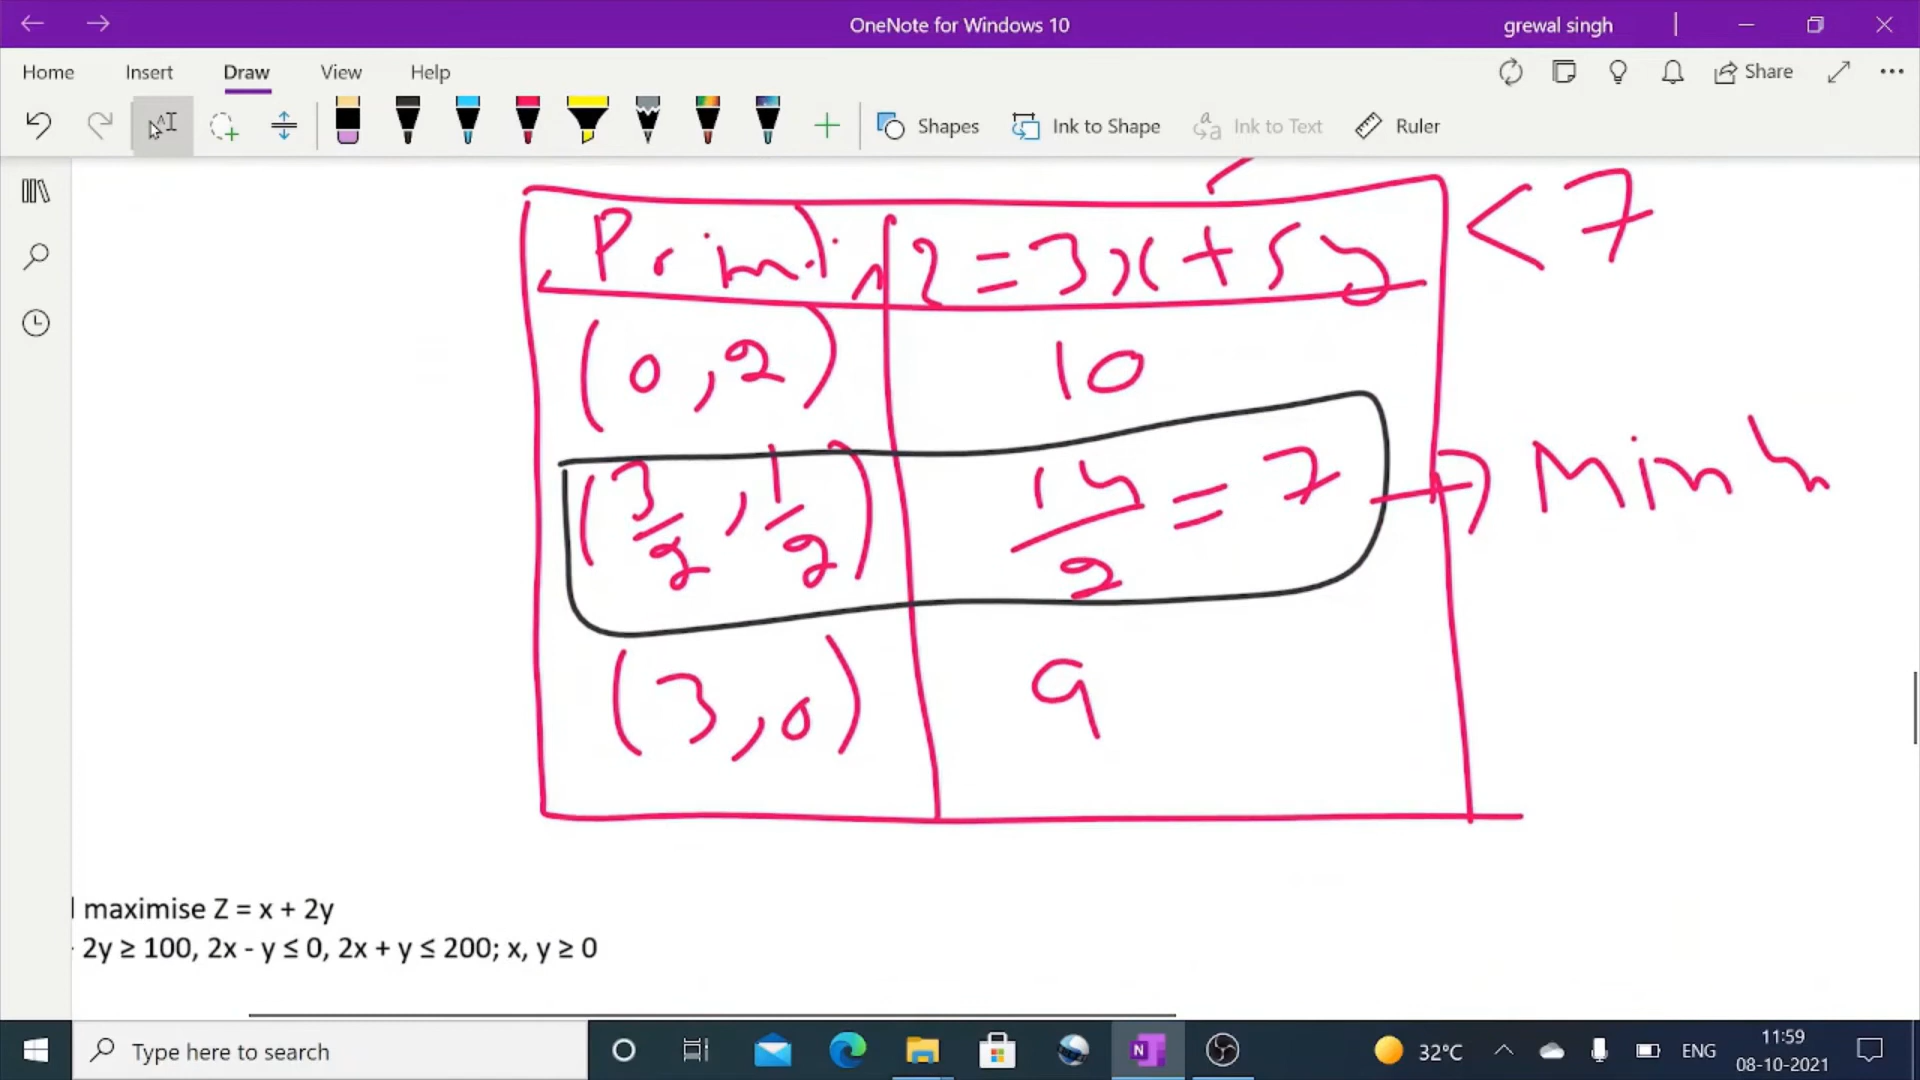 OneNote for Windows 10
grewal singh
Home Insert Draw View Help
Share
Shapes Ink to Shape Ink to Text Ruler
< 7
Z = 3x + 5y
(0, 2) 10
(3/2, 1/2) 14/2 = 7 → Min
(3, 0) 9
maximise Z = x + 2y
2y ≥ 100, 2x - y ≤ 0, 2x + y ≤ 200; x, y ≥ 0
Type here to search
32°C ENG 11:59
08-10-2021